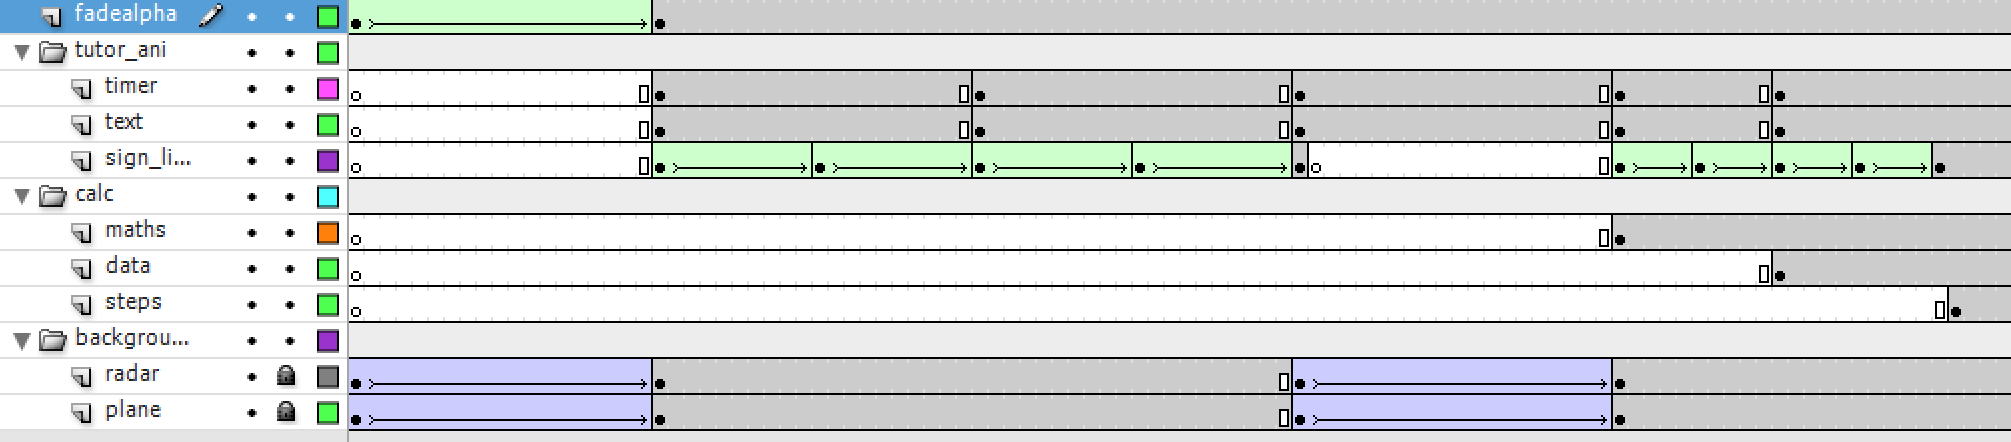 fadealpha
tutor_ani
timer
text
sign_li...
calc
maths
data
steps
backgrou...
radar
plane